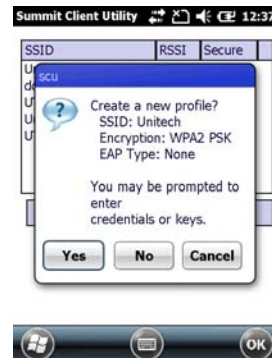 Summit Client Utility 12:37
SSID RSSI Secure
scu
Create a new profile?
SSID: Unitech
Encryption: WPA2 PSK
EAP Type: None
You may be prompted to
enter
credentials or keys.
Yes No Cancel
OK